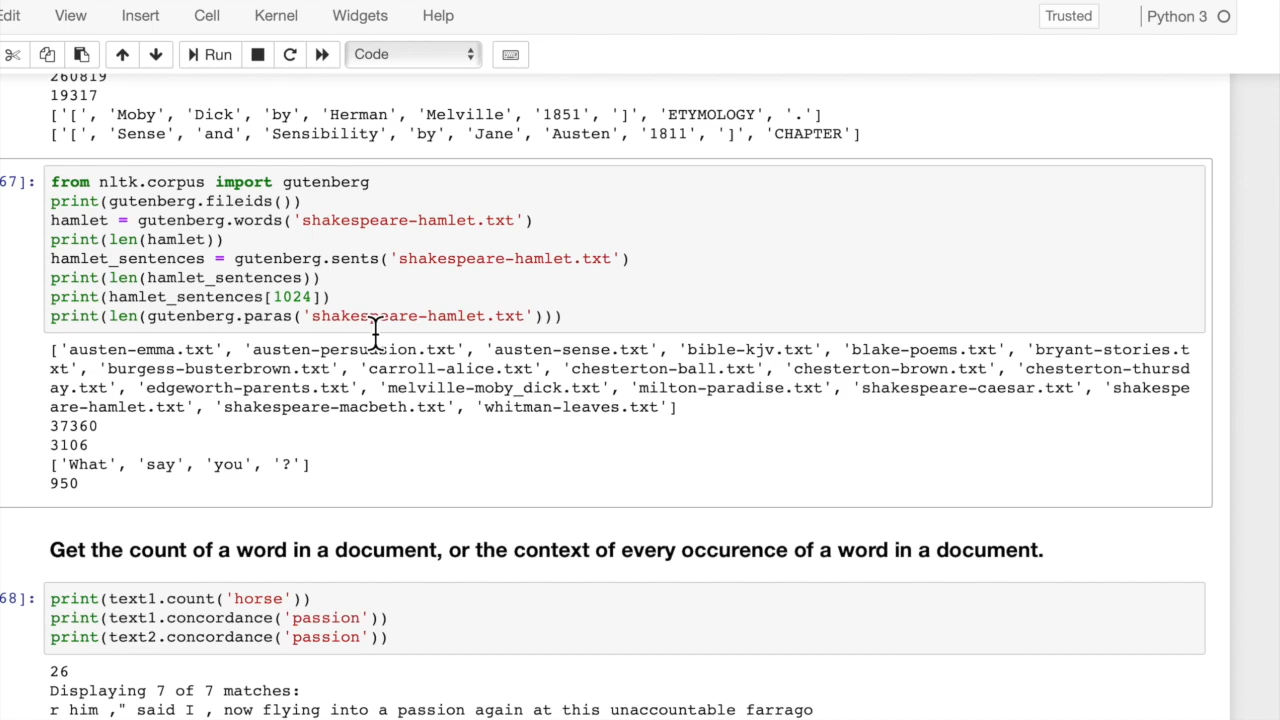 Edit View Insert Cell Kernel Widgets Help Trusted Python 3
Run Code
260819
19317
['[', 'Moby', 'Dick', 'by', 'Herman', 'Melville', '1851', ']', 'ETYMOLOGY', '.']
['[', 'Sense', 'and', 'Sensibility', 'by', 'Jane', 'Austen', '1811', ']', 'CHAPTER']
67]: from nltk.corpus import gutenberg
print(gutenberg.fileids())
hamlet = gutenberg.words('shakespeare-hamlet.txt')
print(len(hamlet))
hamlet_sentences = gutenberg.sents('shakespeare-hamlet.txt')
print(len(hamlet_sentences))
print(hamlet_sentences[1024])
print(len(gutenberg.paras('shakespeare-hamlet.txt')))
['austen-emma.txt', 'austen-persuasion.txt', 'austen-sense.txt', 'bible-kjv.txt', 'blake-poems.txt', 'bryant-stories.t
xt', 'burgess-busterbrown.txt', 'carroll-alice.txt', 'chesterton-ball.txt', 'chesterton-brown.txt', 'chesterton-thursd
ay.txt', 'edgeworth-parents.txt', 'melville-moby_dick.txt', 'milton-paradise.txt', 'shakespeare-caesar.txt', 'shakespe
are-hamlet.txt', 'shakespeare-macbeth.txt', 'whitman-leaves.txt']
37360
3106
['What', 'say', 'you', '?']
950
Get the count of a word in a document, or the context of every occurence of a word in a document.
68]: print(text1.count('horse'))
print(text1.concordance('passion'))
print(text2.concordance('passion'))
26
Displaying 7 of 7 matches:
r him ," said I , now flying into a passion again at this unaccountable farrago